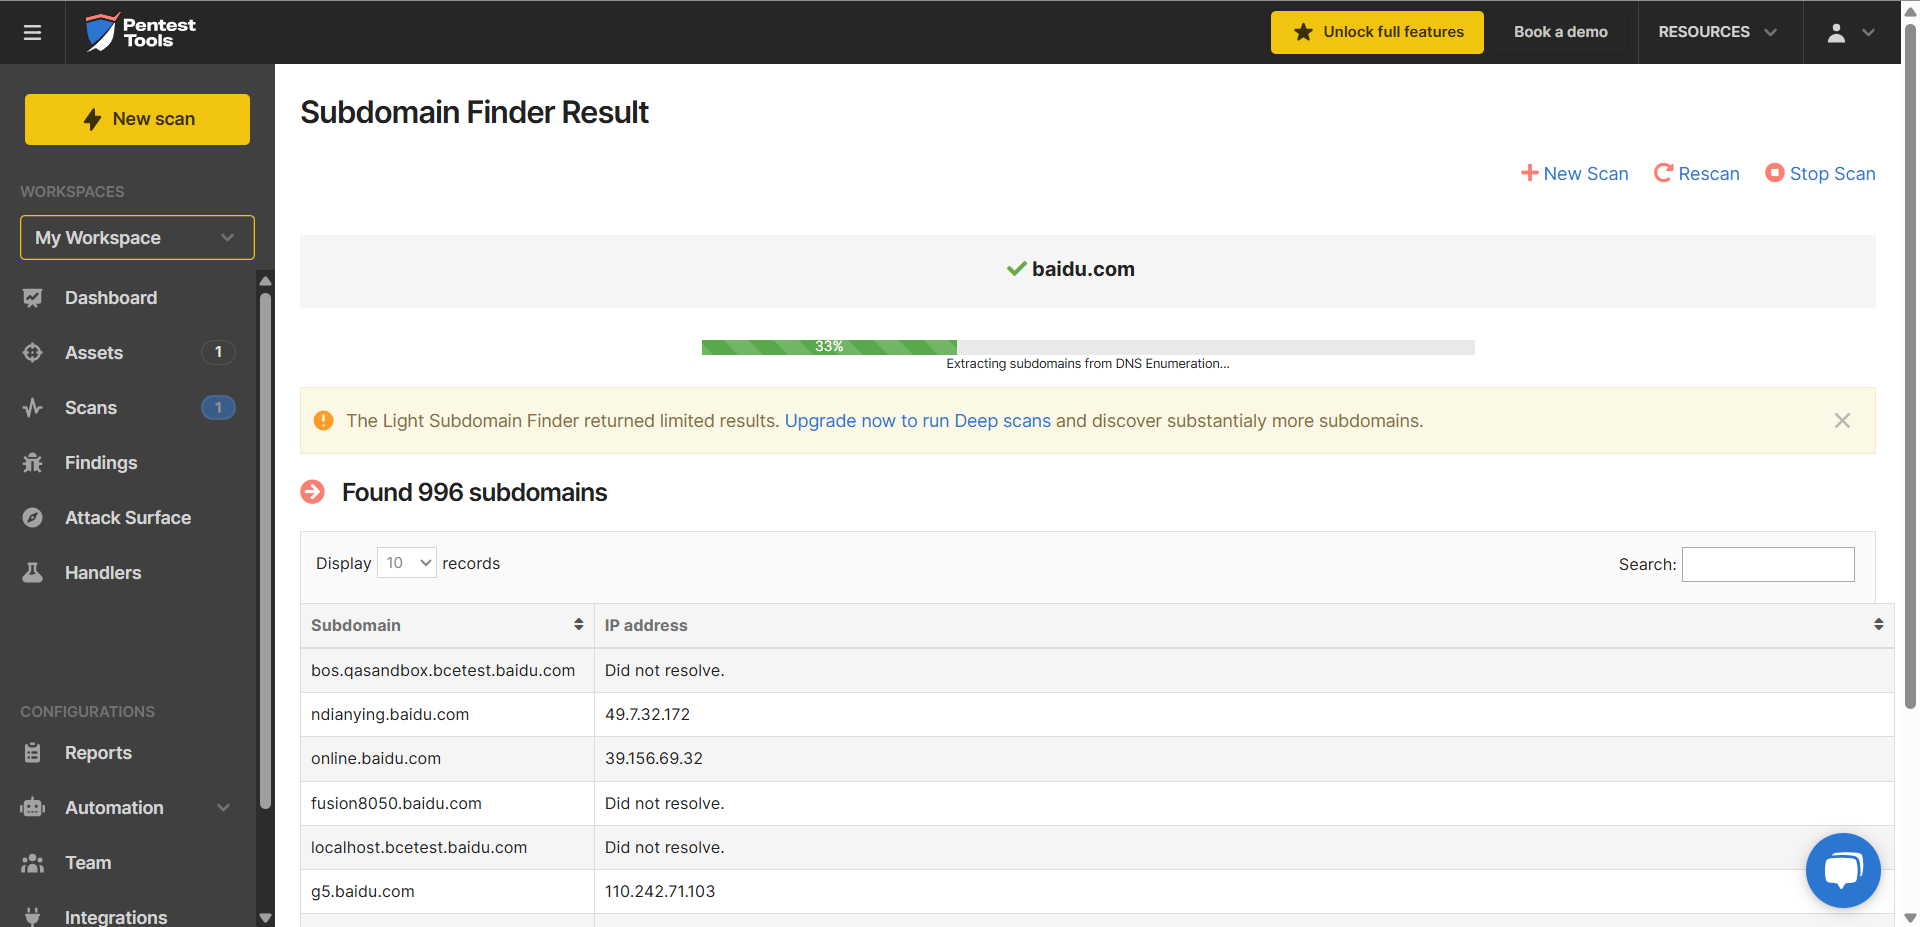 Pentest
Tools
Unlock full features
Book a demo
RESOURCES
New scan
WORKSPACES
My Workspace
Dashboard
Assets 1
Scans 1
Findings
Attack Surface
Handlers
CONFIGURATIONS
Reports
Automation
Team
Integrations
Subdomain Finder Result
New Scan Rescan Stop Scan
baidu.com
33%
Extracting subdomains from DNS Enumeration...
The Light Subdomain Finder returned limited results. Upgrade now to run Deep scans and discover substantialy more subdomains.
Found 996 subdomains
Display 10 records
Search:
Subdomain IP address
bos.qasandbox.bcetest.baidu.com Did not resolve.
ndianying.baidu.com 49.7.32.172
online.baidu.com 39.156.69.32
fusion8050.baidu.com Did not resolve.
localhost.bcetest.baidu.com Did not resolve.
g5.baidu.com 110.242.71.103